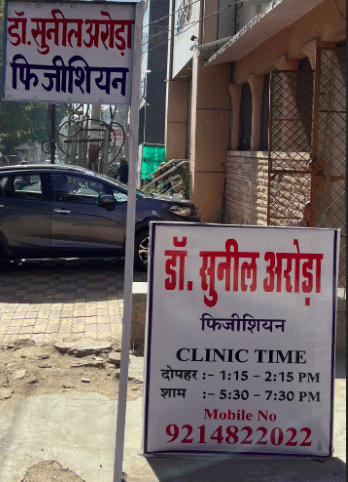 डॉ.सुनील अरोड़ा
फिजीशियन
डॉ. सुनील अरोड़ा
फिजीशियन
CLINIC TIME
दोपहर :- 1:15 - 2:15 PM
शाम :- 5:30 - 7:30 PM
Mobile No
9214822022